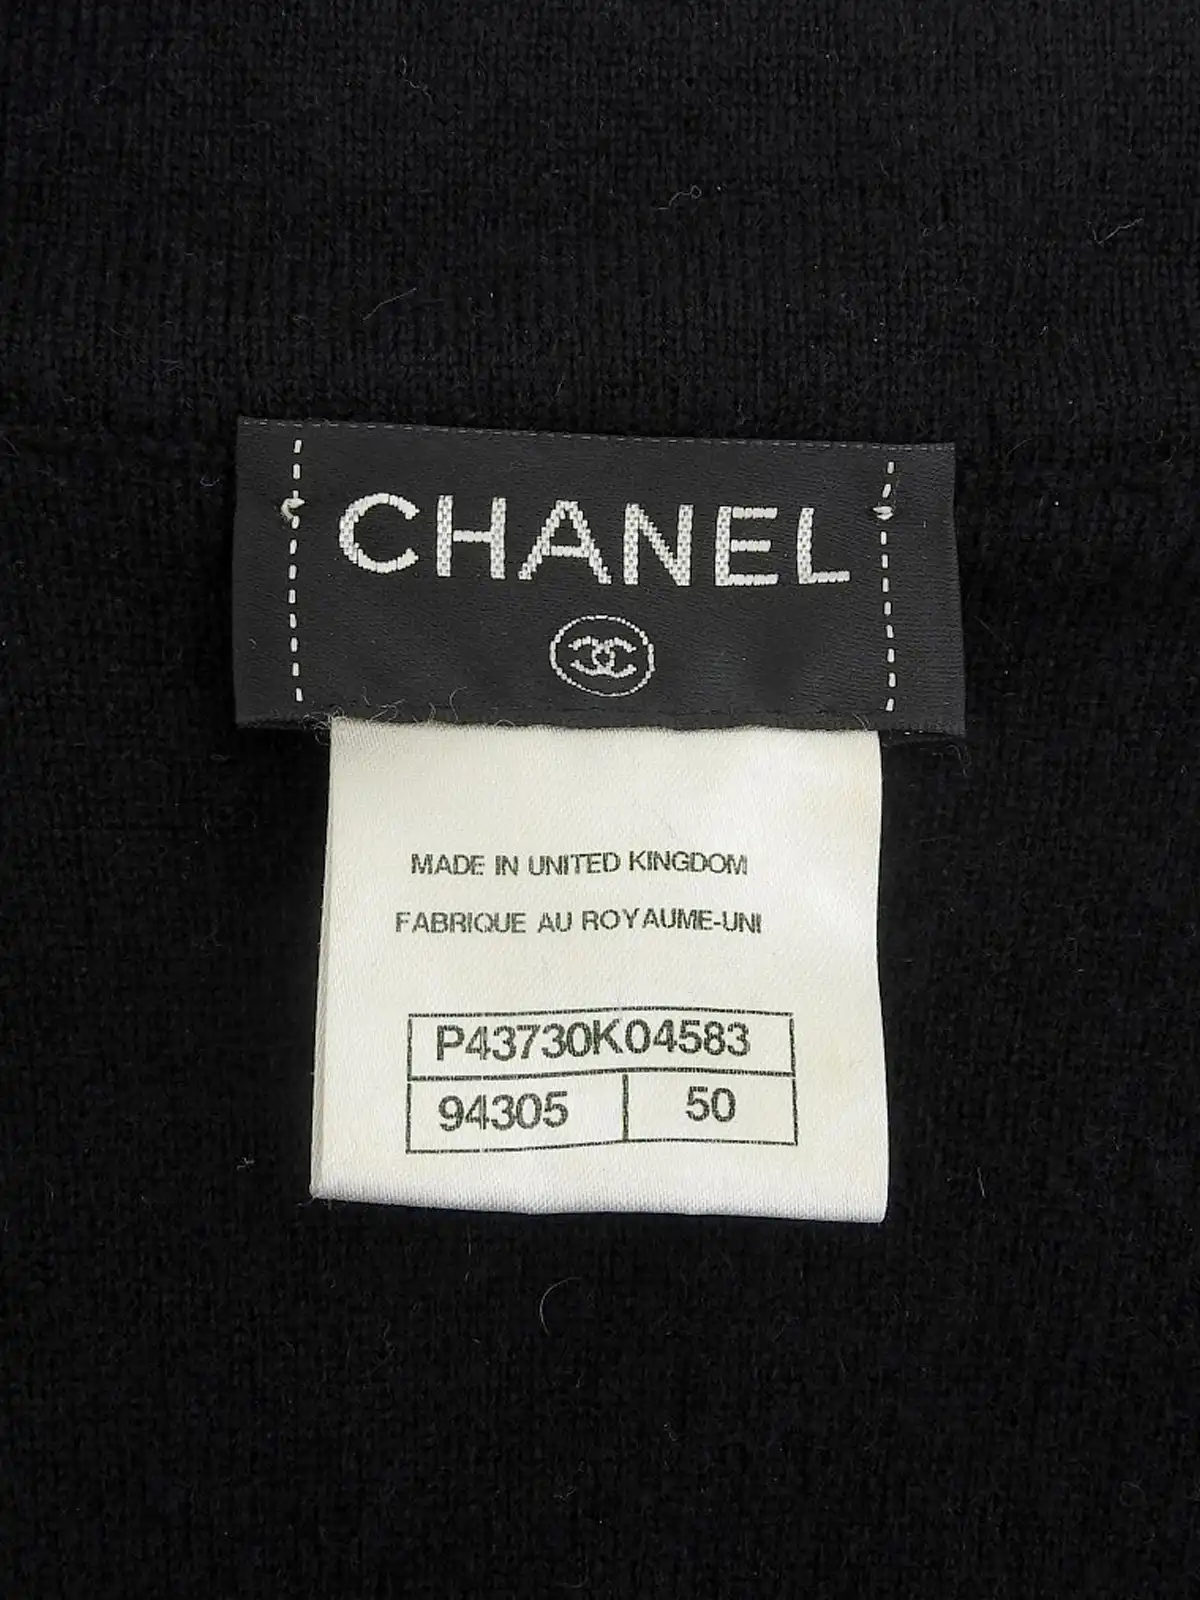 CHANEL
MADE IN UNITED KINGDOM
FABRIQUE AU ROYAUME-UNI
P43730K04583
94305 50